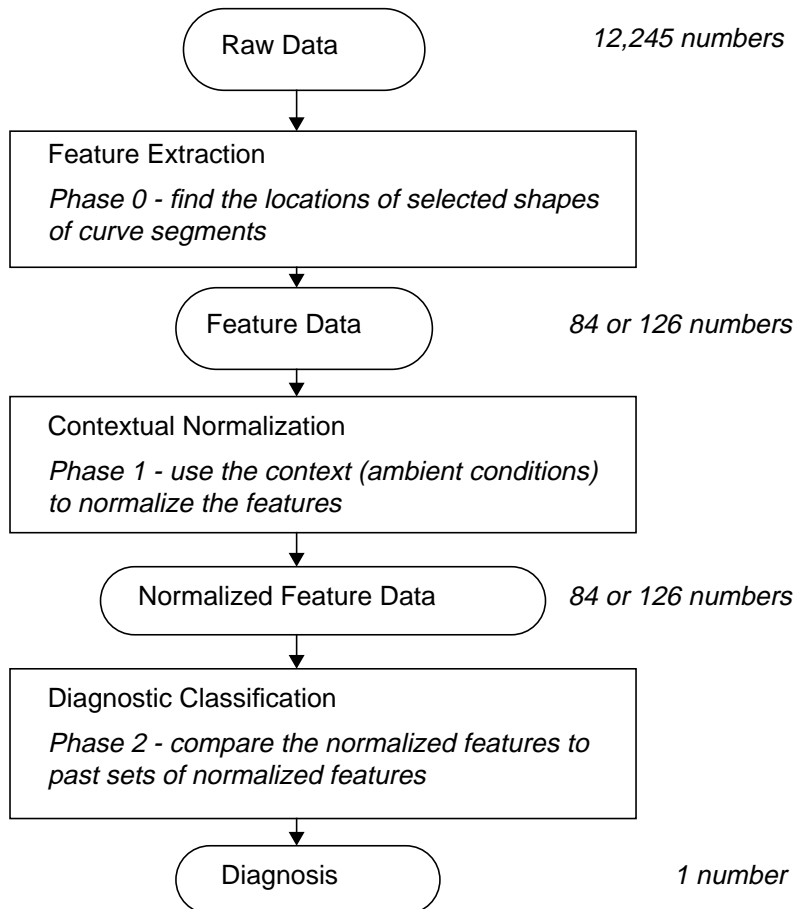 Raw Data
12,245 numbers
Feature Extraction
Phase 0 - find the locations of selected shapes
of curve segments
Feature Data
84 or 126 numbers
Contextual Normalization
Phase 1 - use the context (ambient conditions)
to normalize the features
Normalized Feature Data
84 or 126 numbers
Diagnostic Classification
Phase 2 - compare the normalized features to
past sets of normalized features
Diagnosis
1 number